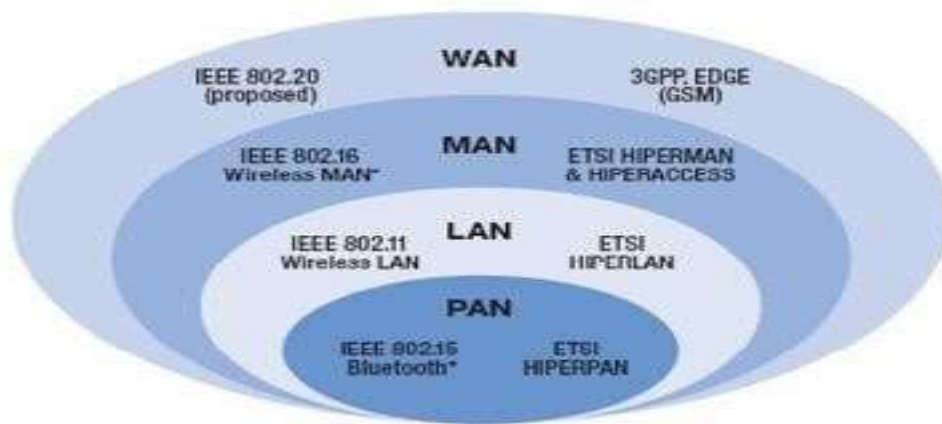 WAN
IEEE 802.20
(proposed)
3GPP, EDGE
(GSM)
MAN
IEEE 802.16
Wireless MAN*
ETSI HIPERMAN
& HIPERACCESS
LAN
IEEE 802.11
Wireless LAN
ETSI
HIPERLAN
PAN
IEEE 802.15
Bluetooth*
ETSI
HIPERPAN